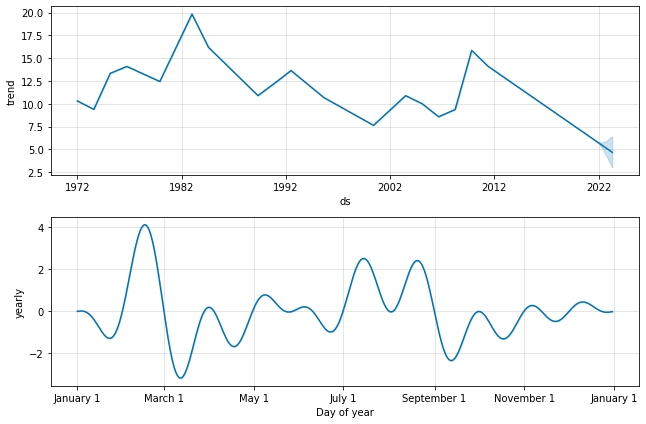 20.0
17.5
15.0
12.5
10.0
7.5
5.0
2.5
trend
1972 1982 1992 2002 2012 2022
ds
4
2
0
−2
yearly
January 1 March 1 May 1 July 1 September 1 November 1 January 1
Day of year